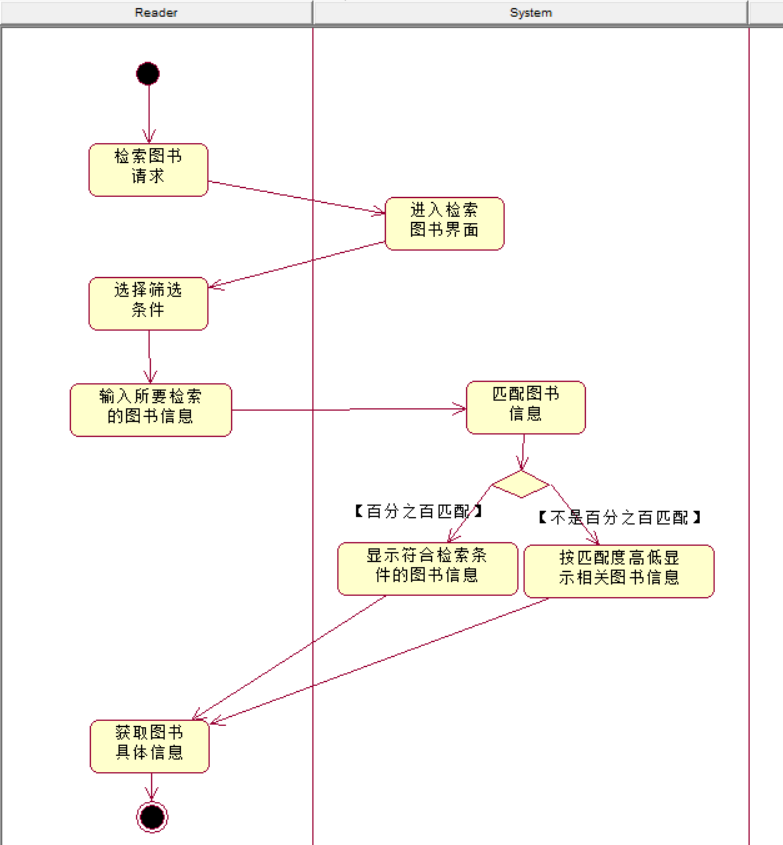 Reader
System
检索图书
请求
进入检索
图书界面
选择筛选
条件
输入所要检索
的图书信息
匹配图书
信息
【百分之百匹配】
【不是百分之百匹配】
显示符合检索条
件的图书信息
按匹配度高低显
示相关图书信息
获取图书
具体信息